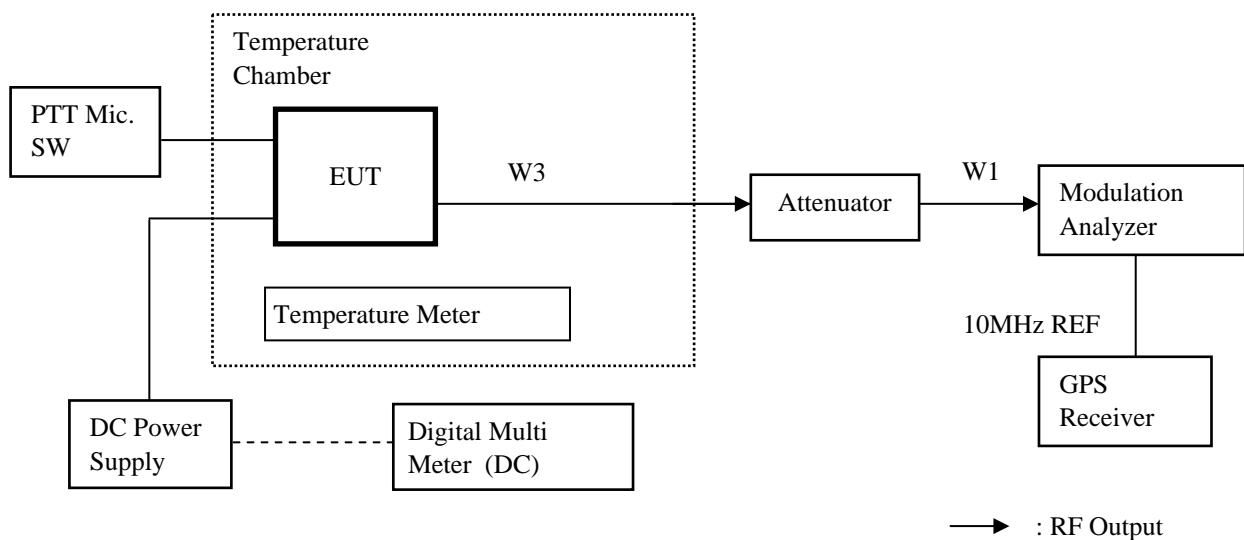 Temperature
Chamber
PTT Mic.
SW
EUT
W3
Attenuator
W1
Modulation
Analyzer
Temperature Meter
10MHz REF
GPS
Receiver
DC Power
Supply
Digital Multi
Meter (DC)
: RF Output